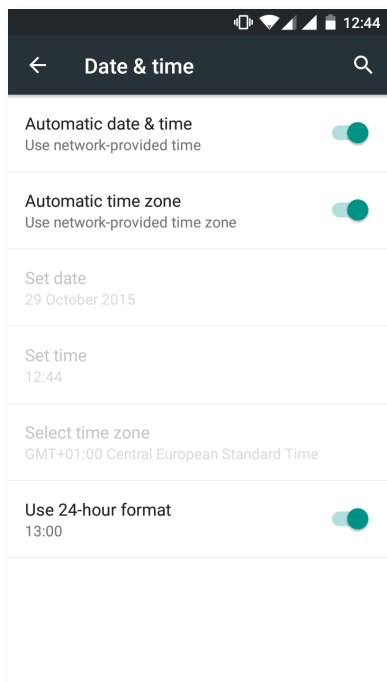 12:44
Date & time
Automatic date & time
Use network-provided time
Automatic time zone
Use network-provided time zone
Set date
29 October 2015
Set time
12:44
Select time zone
GMT+01:00 Central European Standard Time
Use 24-hour format
13:00